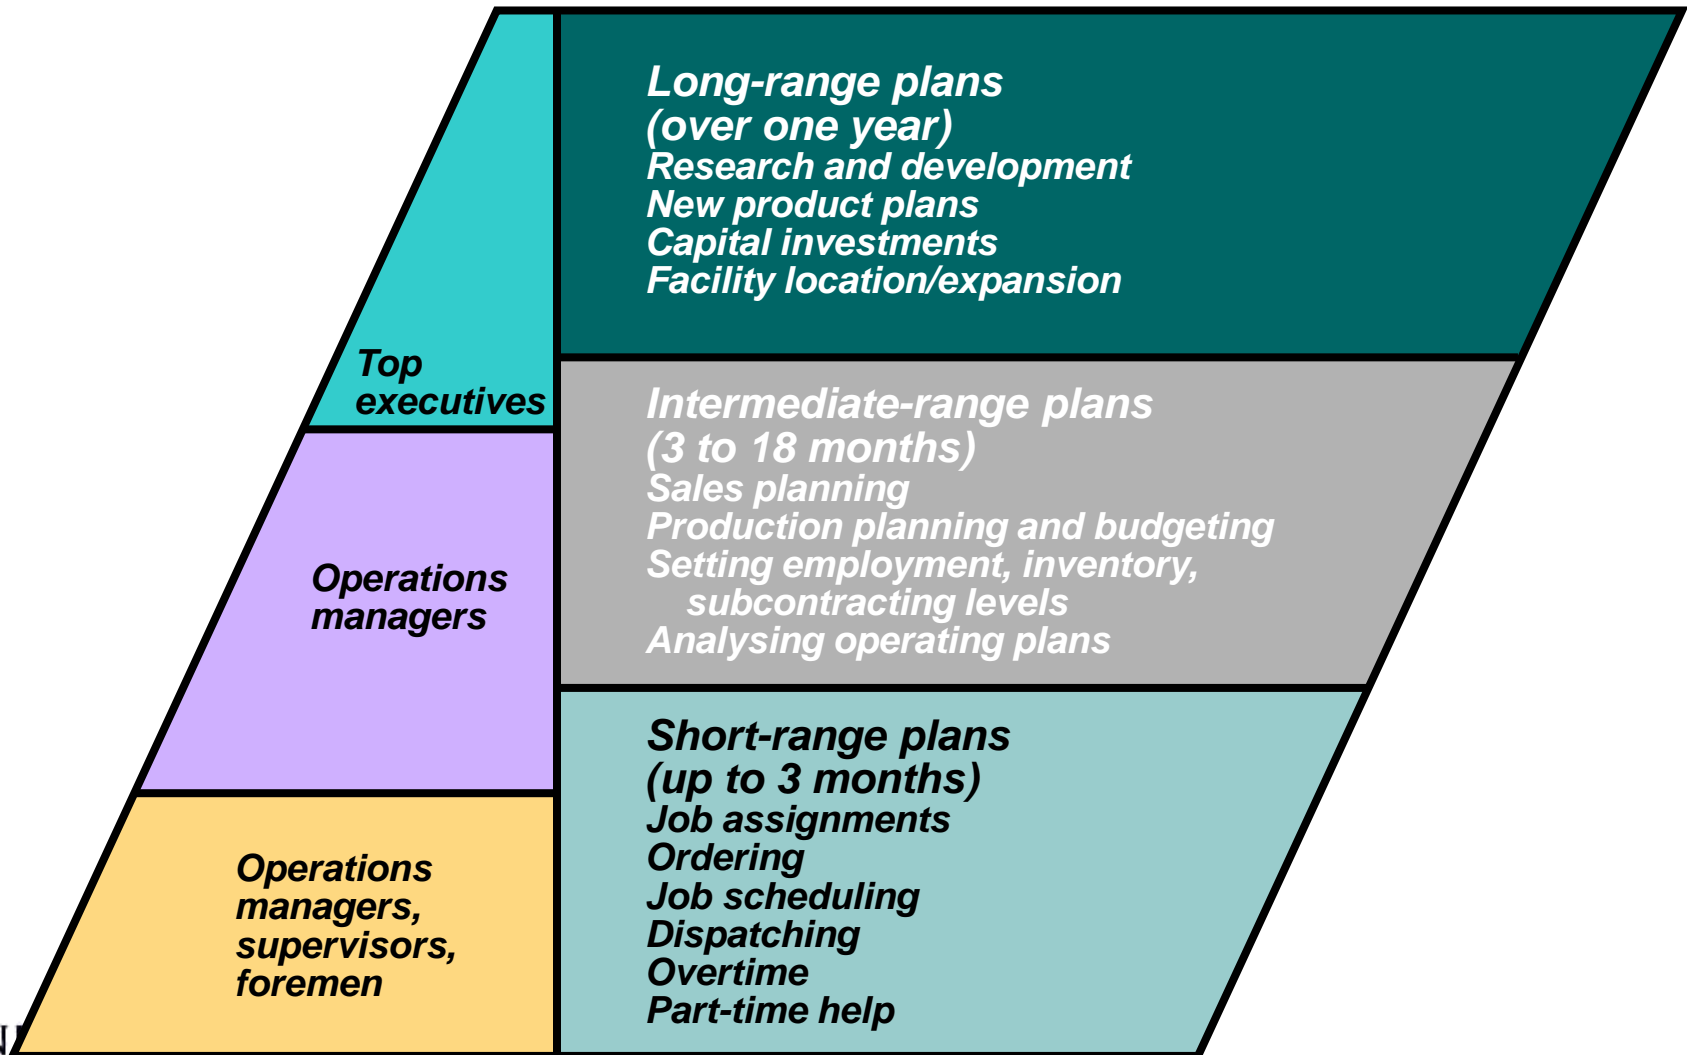 Long-range plans
(over one year)
Research and development
New product plans
Capital investments
Facility location/expansion
Top
executives
Intermediate-range plans
(3 to 18 months)
Sales planning
Production planning and budgeting
Setting employment, inventory,
subcontracting levels
Analysing operating plans
Operations
managers
Short-range plans
(up to 3 months)
Job assignments
Ordering
Job scheduling
Dispatching
Overtime
Part-time help
Operations
managers,
supervisors,
foremen